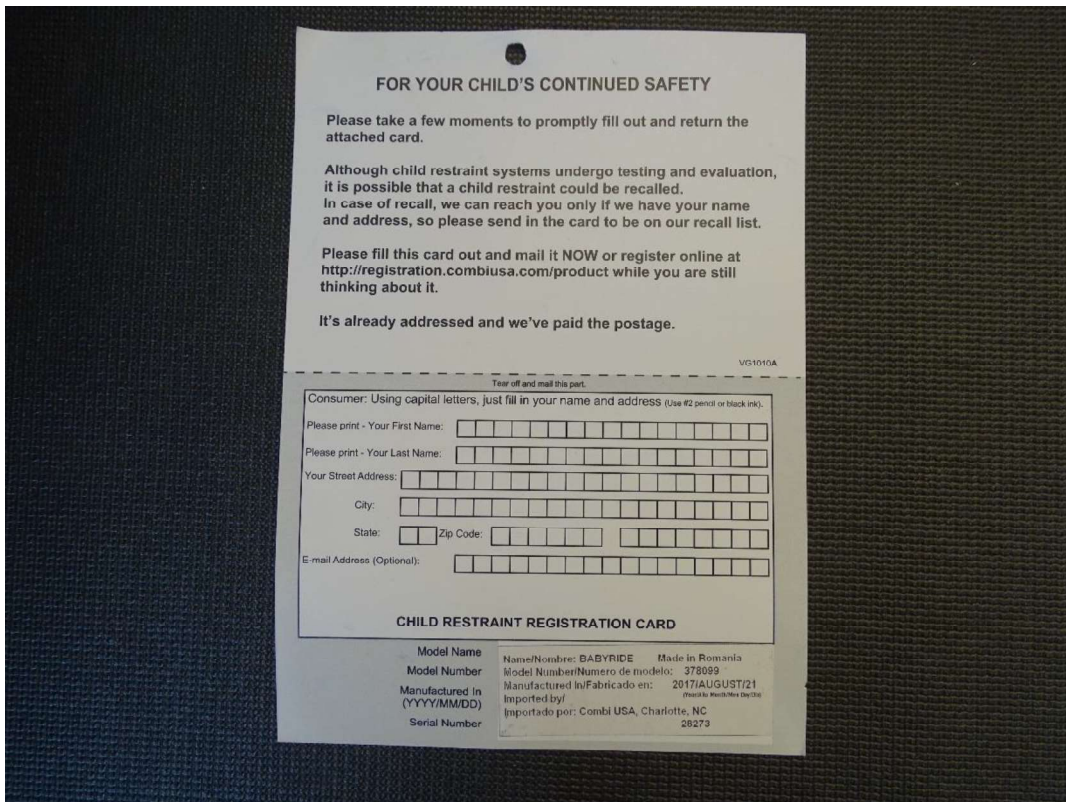 FOR YOUR CHILD'S CONTINUED SAFETY
Please take a few moments to promptly fill out and return the
attached card.
Although child restraint systems undergo testing and evaluation,
it is possible that a child restraint could be recalled.
In case of recall, we can reach you only if we have your name
and address, so please send in the card to be on our recall list.
Please fill this card out and mail it NOW or register online at
http://registration.combiusa.com/product while you are still
thinking about it.
It's already addressed and we've paid the postage.
VG1010A
Tear off and mail this part.
Consumer: Using capital letters, just fill in your name and address (Use #2 pencil or black ink).
Please print - Your First Name:
Please print - Your Last Name:
Your Street Address:
City:
State: Zip Code:
E-mail Address (Optional):
CHILD RESTRAINT REGISTRATION CARD
Model Name
Model Number
Manufactured In
(YYYY/MM/DD)
Serial Number
Name/Nombre: BABYRIDE Made in Romania
Model Number/Numero de modelo: 378099
Manufactured In/Fabricado en: 2017/AUGUST/21
Imported by/
Importado por: Combi USA, Charlotte, NC
28273